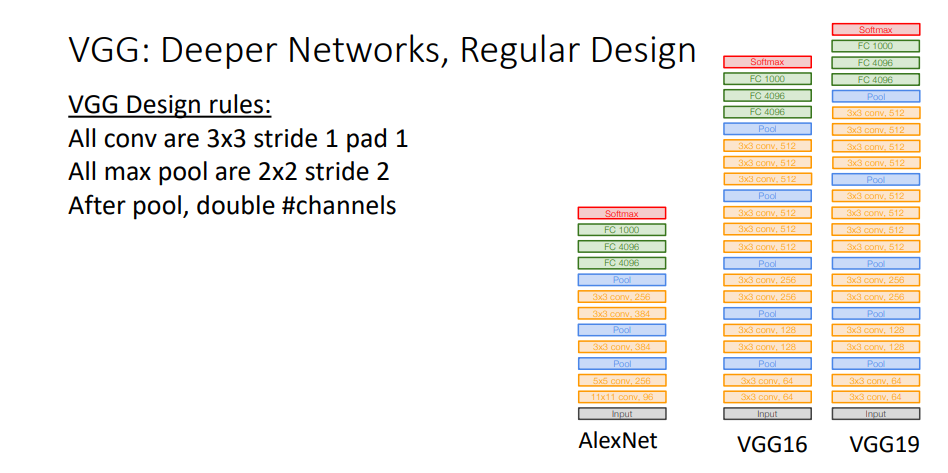 VGG: Deeper Networks, Regular Design
VGG Design rules:
All conv are 3x3 stride 1 pad 1
All max pool are 2x2 stride 2
After pool, double #channels
Softmax
FC 1000
FC 4096
FC 4096
Pool
3x3 conv, 256
3x3 conv, 384
Pool
3x3 conv, 384
Pool
5x5 conv, 256
11x11 conv, 96
Input
AlexNet
Softmax
FC 1000
FC 4096
FC 4096
Pool
3x3 conv, 512
3x3 conv, 512
3x3 conv, 512
Pool
3x3 conv, 512
3x3 conv, 512
3x3 conv, 512
Pool
3x3 conv, 256
3x3 conv, 256
Pool
3x3 conv, 128
3x3 conv, 128
Pool
3x3 conv, 64
3x3 conv, 64
Input
VGG16
Softmax
FC 1000
FC 4096
FC 4096
Pool
3x3 conv, 512
3x3 conv, 512
3x3 conv, 512
3x3 conv, 512
Pool
3x3 conv, 512
3x3 conv, 512
3x3 conv, 512
3x3 conv, 512
Pool
3x3 conv, 256
3x3 conv, 256
Pool
3x3 conv, 128
3x3 conv, 128
Pool
3x3 conv, 64
3x3 conv, 64
Input
VGG19